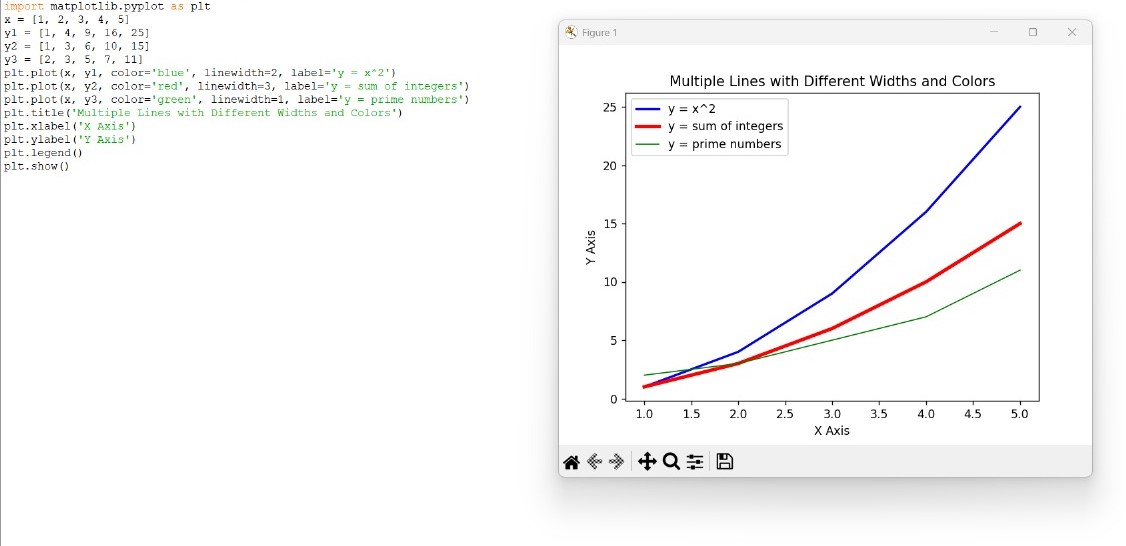 import matplotlib.pyplot as plt
x = [1, 2, 3, 4, 5]
y1 = [1, 4, 9, 16, 25]
y2 = [1, 3, 6, 10, 15]
y3 = [2, 3, 5, 7, 11]
plt.plot(x, y1, color='blue', linewidth=2, label='y = x^2')
plt.plot(x, y2, color='red', linewidth=3, label='y = sum of integers')
plt.plot(x, y3, color='green', linewidth=1, label='y = prime numbers')
plt.title('Multiple Lines with Different Widths and Colors')
plt.xlabel('X Axis')
plt.ylabel('Y Axis')
plt.legend()
plt.show()
Figure 1
Multiple Lines with Different Widths and Colors
y = x^2
y = sum of integers
y = prime numbers
25
20
15
10
5
0
Y Axis
1.0 1.5 2.0 2.5 3.0 3.5 4.0 4.5 5.0
X Axis